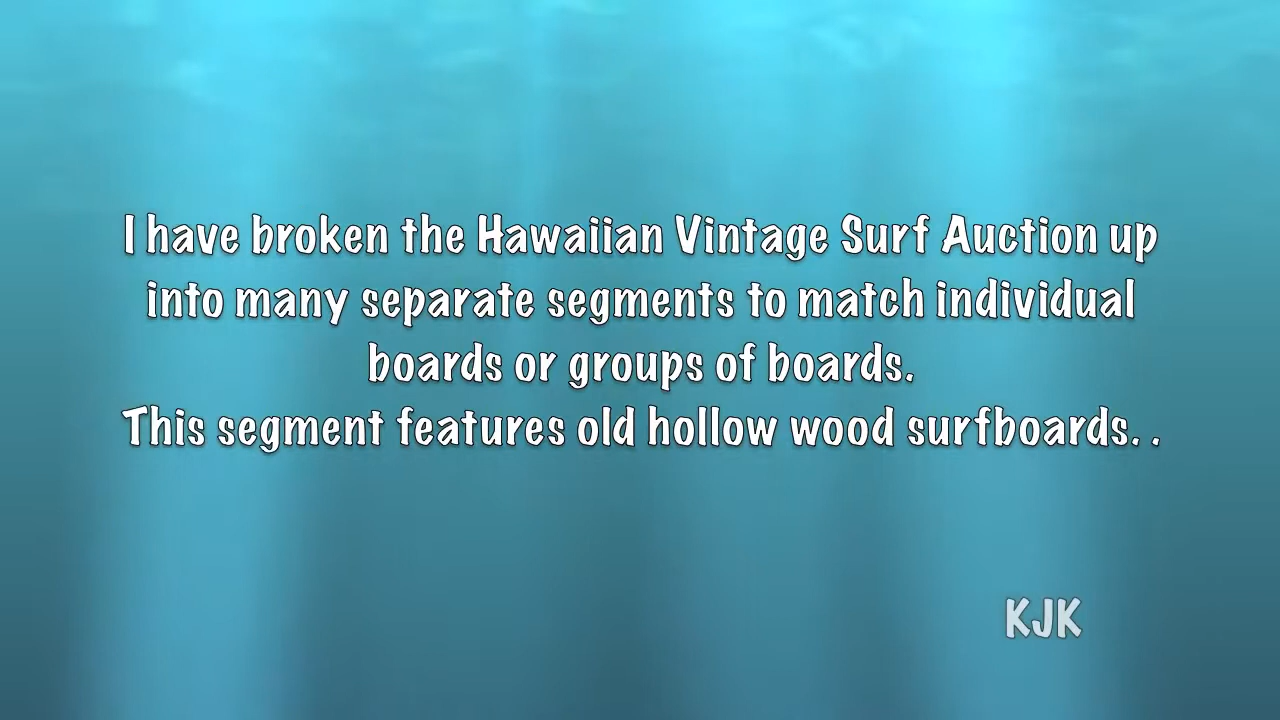 I have broken the Hawaiian Vintage Surf Auction up
into many separate segments to match individual
boards or groups of boards.
This segment features old hollow wood surfboards. .
KJK